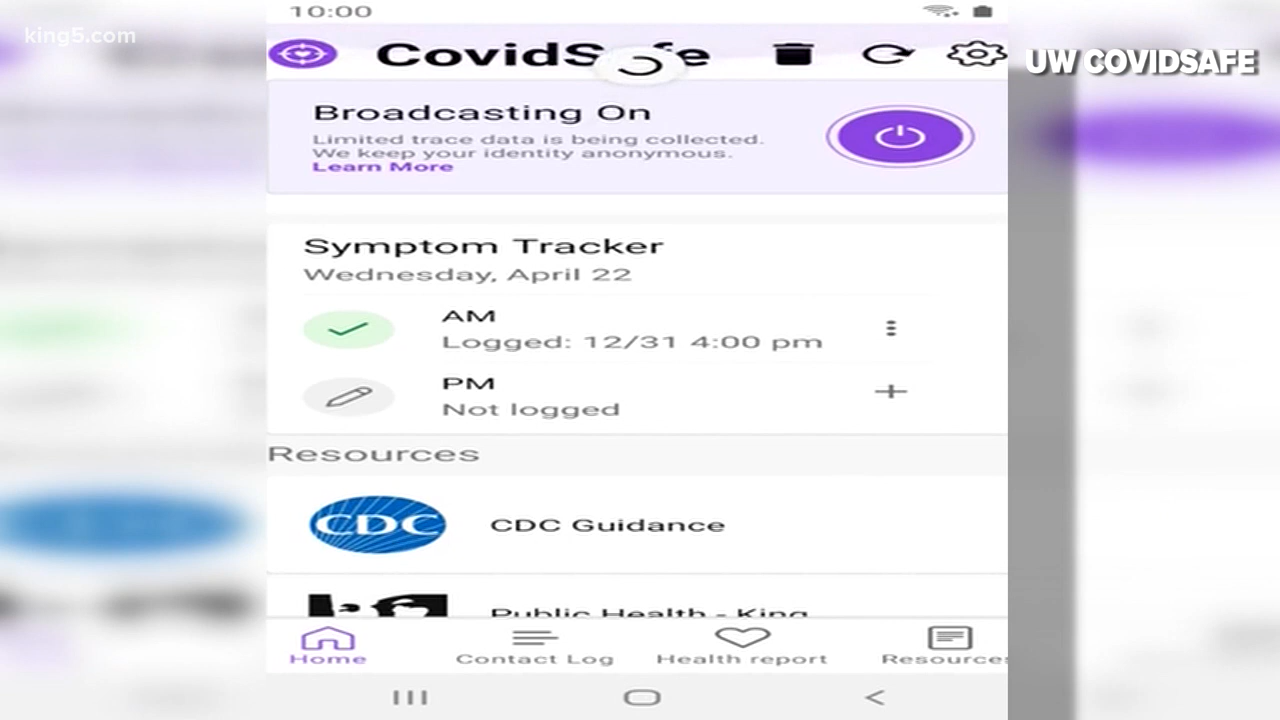 10:00
king5.com
CovidSafe
UW COVIDSAFE
Broadcasting On
Limited trace data is being collected.
We keep your identity anonymous.
Learn More
Symptom Tracker
Wednesday, April 22
AM
Logged: 12/31 4:00 pm
PM
Not logged
Resources
CDC
CDC Guidance
Public Health - King
Home
Contact Log
Health report
Resources